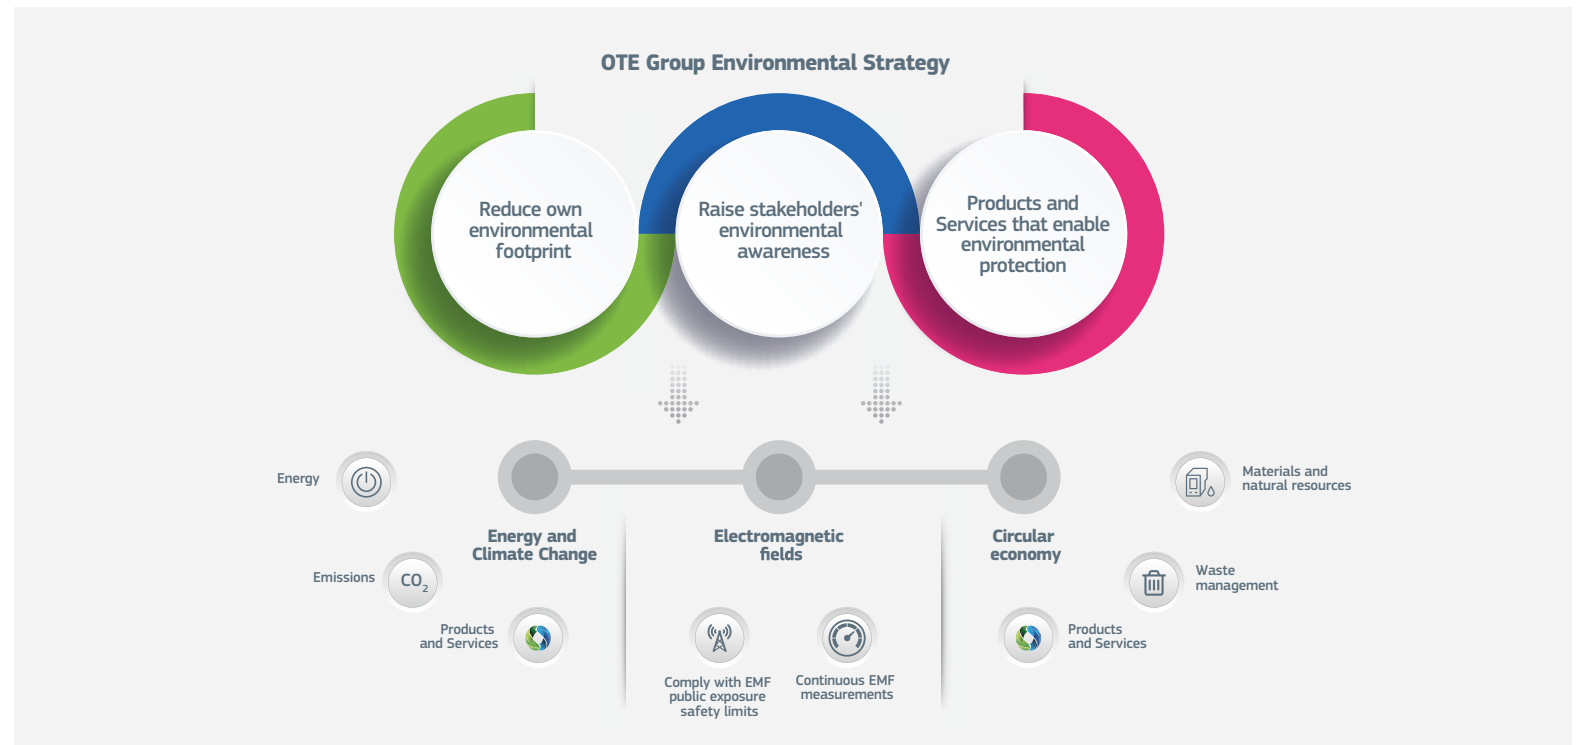 OTE Group Environmental Strategy
Reduce own
environmental
footprint
Raise stakeholders'
environmental
awareness
Products and
Services that enable
environmental
protection
Energy
Emissions
CO2
Products
and Services
Energy and
Climate Change
Electromagnetic
fields
Comply with EMF
public exposure
safety limits
Continuous EMF
measurements
Circular
economy
Materials and
natural resources
Waste
management
Products
and Services